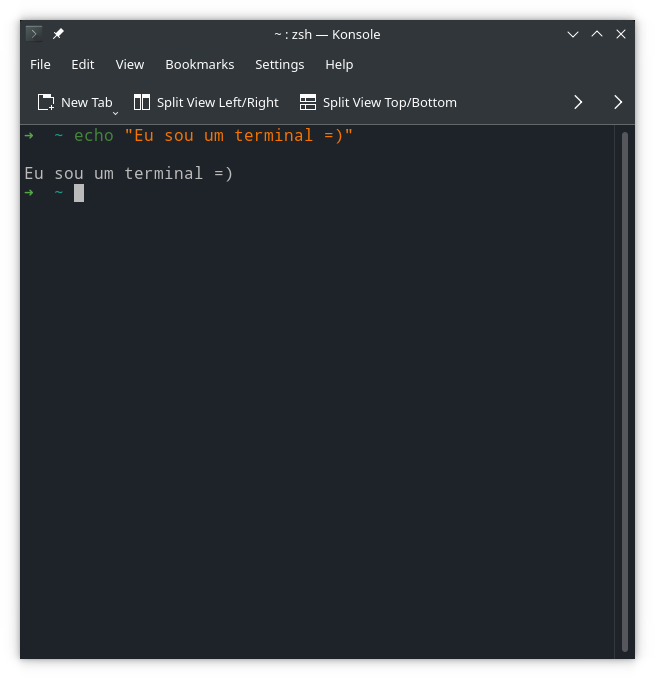 ~ : zsh — Konsole
File Edit View Bookmarks Settings Help
New Tab Split View Left/Right Split View Top/Bottom
➜ ~ echo "Eu sou um terminal =)"
Eu sou um terminal =)
➜ ~